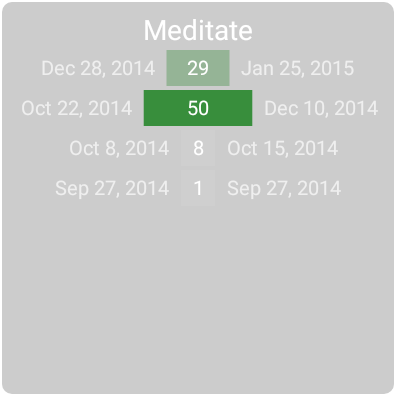 Meditate
Dec 28, 2014 29 Jan 25, 2015
Oct 22, 2014 50 Dec 10, 2014
Oct 8, 2014 8 Oct 15, 2014
Sep 27, 2014 1 Sep 27, 2014